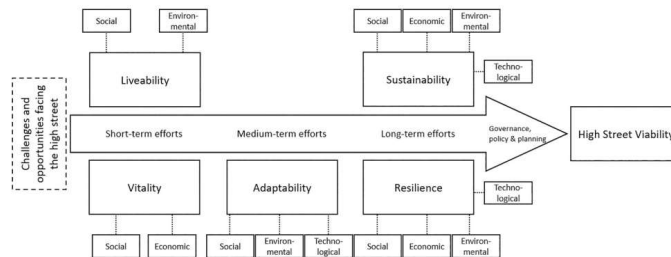 Social
Environ-
mental
Social
Economic
Environ-
mental
Liveability
Sustainability
Techno-
logical
Challenges and
opportunities facing
the high street
Short-term efforts
Medium-term efforts
Long-term efforts
Governance,
policy & planning
High Street Viability
Vitality
Adaptability
Resilience
Techno-
logical
Social
Economic
Social
Environ-
mental
Techno-
logical
Social
Economic
Environ-
mental